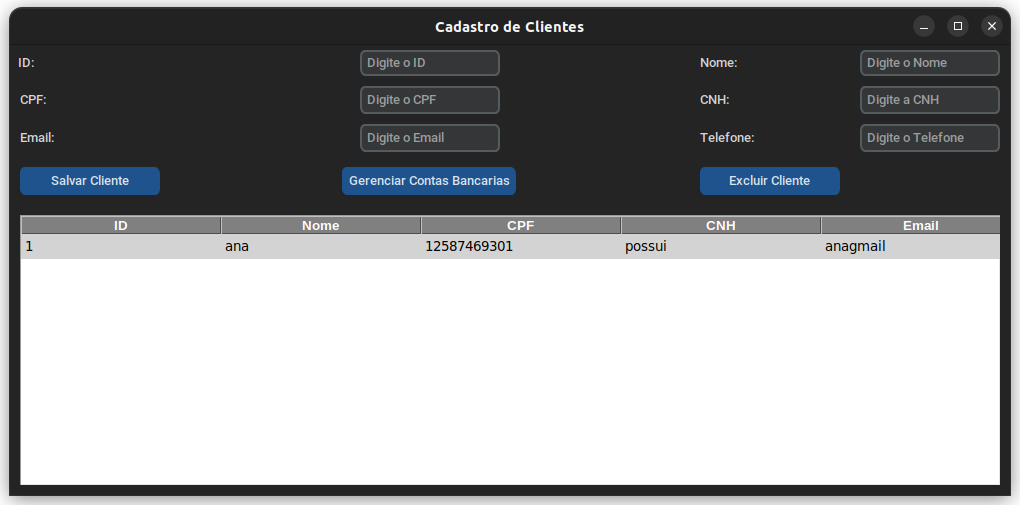 Cadastro de Clientes
ID: Digite o ID Nome: Digite o Nome
CPF: Digite o CPF CNH: Digite a CNH
Email: Digite o Email Telefone: Digite o Telefone
Salvar Cliente Gerenciar Contas Bancarias Excluir Cliente
ID Nome CPF CNH Email
1 ana 12587469301 possui anagmail